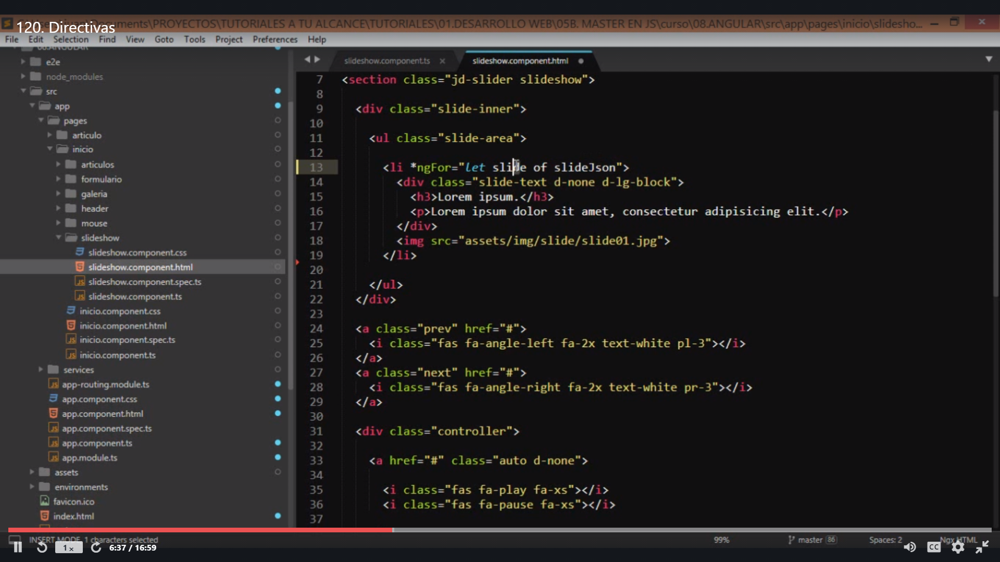 120. Directivas
Documents\PROYECTOS\TUTORIALES A TU ALCANCE\TUTORIALES\01.DESARROLLO WEB\05B. MASTER EN JS\curso\08.ANGULAR\src\app\pages\inicio\slidesho...
File Edit Selection Find View Goto Tools Project Preferences Help
08.ANGULAR
e2e
node_modules
src
app
pages
articulo
inicio
articulos
formulario
galeria
header
mouse
slideshow
slideshow.component.css
slideshow.component.html
slideshow.component.spec.ts
slideshow.component.ts
inicio.component.css
inicio.component.html
inicio.component.spec.ts
inicio.component.ts
services
app-routing.module.ts
app.component.css
app.component.html
app.component.spec.ts
app.component.ts
app.module.ts
assets
environments
favicon.ico
index.html
slideshow.component.ts × slideshow.component.html
7 <section class="jd-slider slideshow">
8
9 <div class="slide-inner">
10
11 <ul class="slide-area">
12
13 <li *ngFor="let slide of slideJson">
14 <div class="slide-text d-none d-lg-block">
15 <h3>Lorem ipsum.</h3>
16 <p>Lorem ipsum dolor sit amet, consectetur adipisicing elit.</p>
17 </div>
18 <img src="assets/img/slide/slide01.jpg">
19 </li>
20
21 </ul>
22 </div>
23
24 <a class="prev" href="#">
25 <i class="fas fa-angle-left fa-2x text-white pl-3"></i>
26 </a>
27 <a class="next" href="#">
28 <i class="fas fa-angle-right fa-2x text-white pr-3"></i>
29 </a>
30
31 <div class="controller">
32
33 <a href="#" class="auto d-none">
34
35 <i class="fas fa-play fa-xs"></i>
36 <i class="fas fa-pause fa-xs"></i>
37
INSERT MODE, 1 characters selected 99% master 86 Spaces: 2 Ngx HTML
1 x 6:37 / 16:59 CC